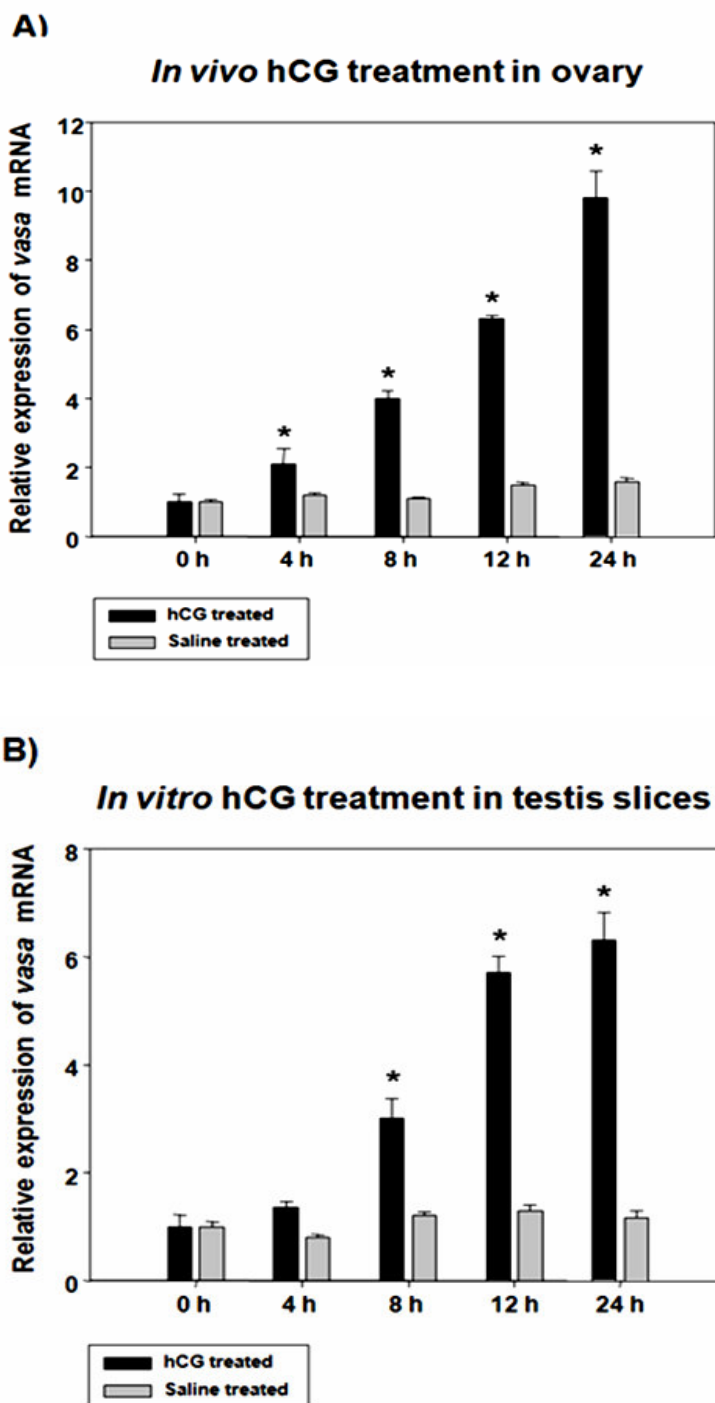 A)
In vivo hCG treatment in ovary
Relative expression of vasa mRNA
12
10
8
6
4
2
0
*
*
*
*
0 h 4 h 8 h 12 h 24 h
hCG treated
Saline treated
B)
In vitro hCG treatment in testis slices
Relative expression of vasa mRNA
8
6
4
2
0
*
*
*
0 h 4 h 8 h 12 h 24 h
hCG treated
Saline treated